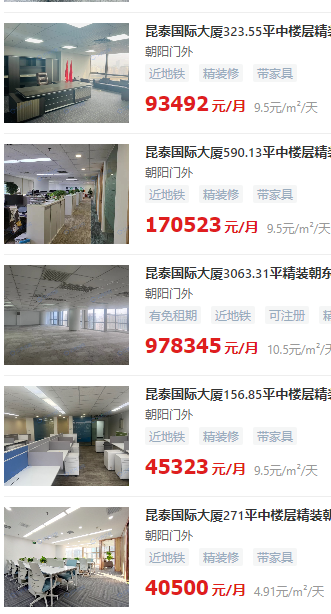 昆泰国际大厦323.55平中楼层精装
朝阳门外
近地铁 精装修 带家具
93492元/月 9.5元/m²/天
昆泰国际大厦590.13平中楼层精装
朝阳门外
近地铁 精装修 带家具
170523元/月 9.5元/m²/天
昆泰国际大厦3063.31平精装朝东
朝阳门外
有免租期 近地铁 可注册 精
978345元/月 10.5元/m²/天
昆泰国际大厦156.85平中楼层精装
朝阳门外
近地铁 精装修 带家具
45323元/月 9.5元/m²/天
昆泰国际大厦271平中楼层精装朝
朝阳门外
近地铁 精装修 带家具
40500元/月 4.91元/m²/天